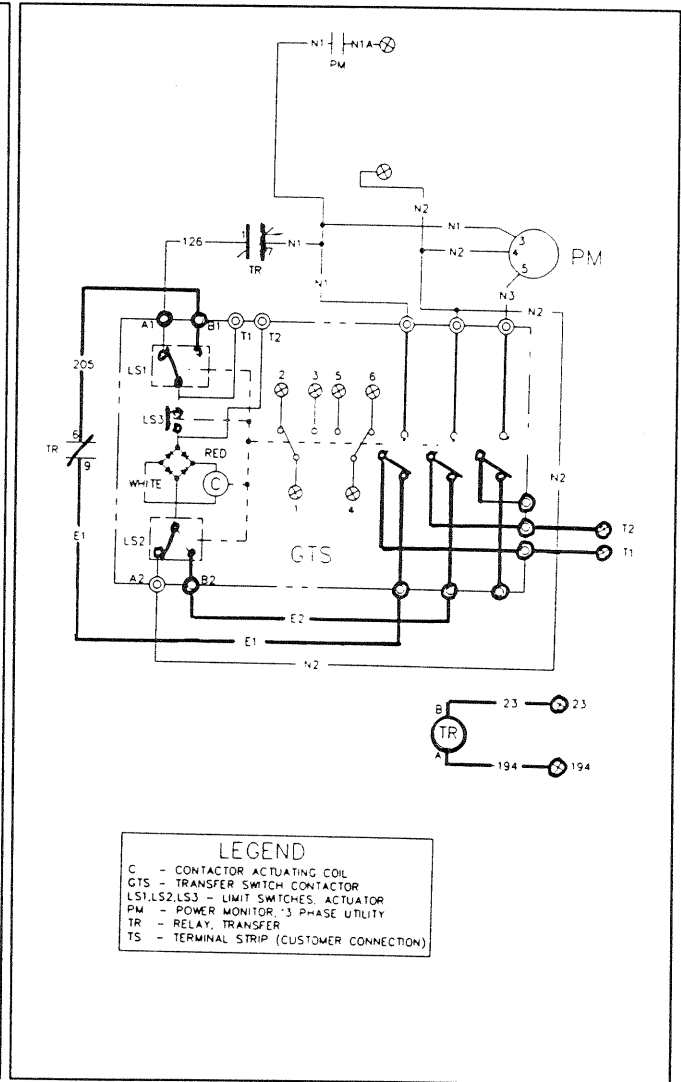 N1 N1A
PM
N2
N1
126 N1
1 7
TR
N2
3
4
5
PM
N1
N3
N2
A1 B1 T1 T2
205
LS1
2 3 5 6
LS3
6
TR
9
RED
WHITE C
N2
1 4
E1
LS2
GTS
T2
T1
A2 B2
E2
E1
N2
B 23 23
TR
A 194 194
LEGEND
C - CONTACTOR ACTUATING COIL
GTS - TRANSFER SWITCH CONTACTOR
LS1,LS2,LS3 - LIMIT SWITCHES, ACTUATOR
PM - POWER MONITOR, 3 PHASE UTILITY
TR - RELAY, TRANSFER
TS - TERMINAL STRIP (CUSTOMER CONNECTION)